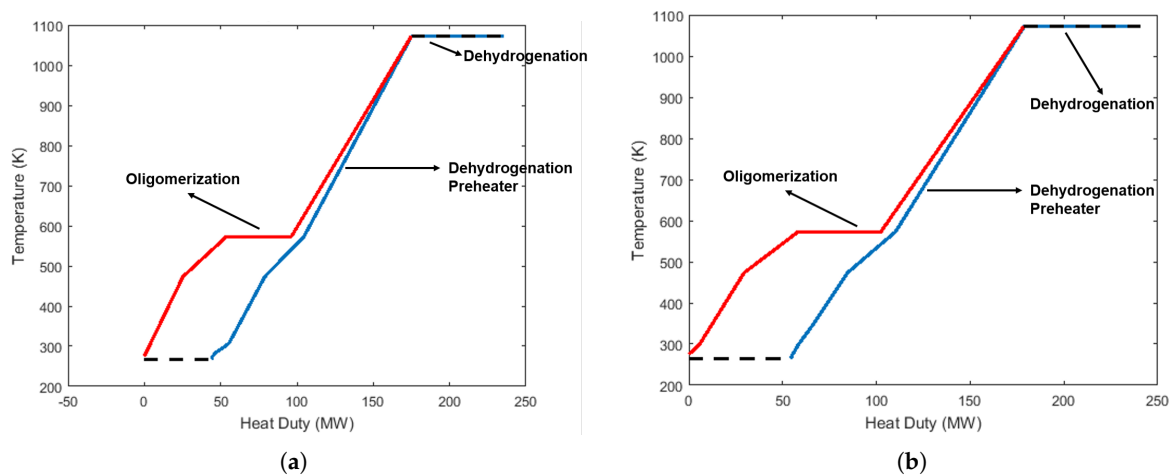 1100
1000
900
800
700
600
500
400
300
200
-50
0
50
100
150
200
250
Temperature (K)
Heat Duty (MW)
Dehydrogenation
Oligomerization
Dehydrogenation
Preheater
(a)
1100
1000
900
800
700
600
500
400
300
200
0
50
100
150
200
250
Temperature (K)
Heat Duty (MW)
Dehydrogenation
Oligomerization
Dehydrogenation
Preheater
(b)